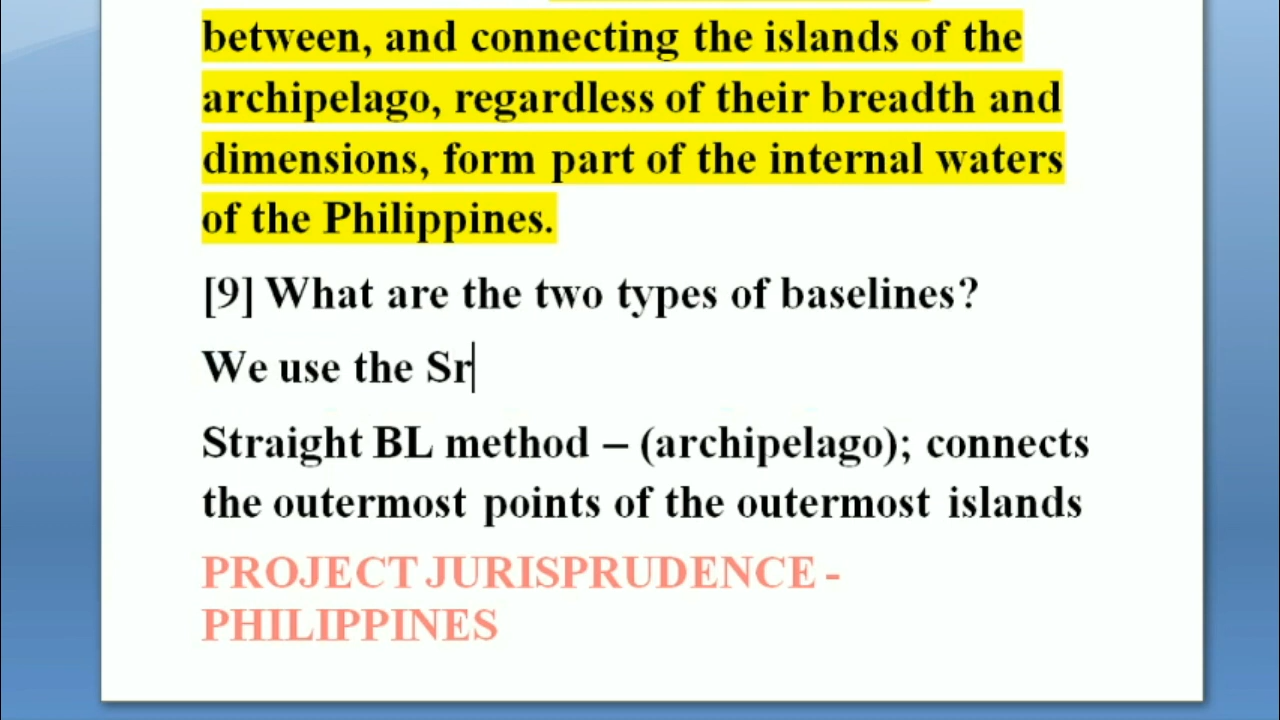 between, and connecting the islands of the
archipelago, regardless of their breadth and
dimensions, form part of the internal waters
of the Philippines.
[9] What are the two types of baselines?
We use the Sr
Straight BL method – (archipelago); connects
the outermost points of the outermost islands
PROJECT JURISPRUDENCE -
PHILIPPINES